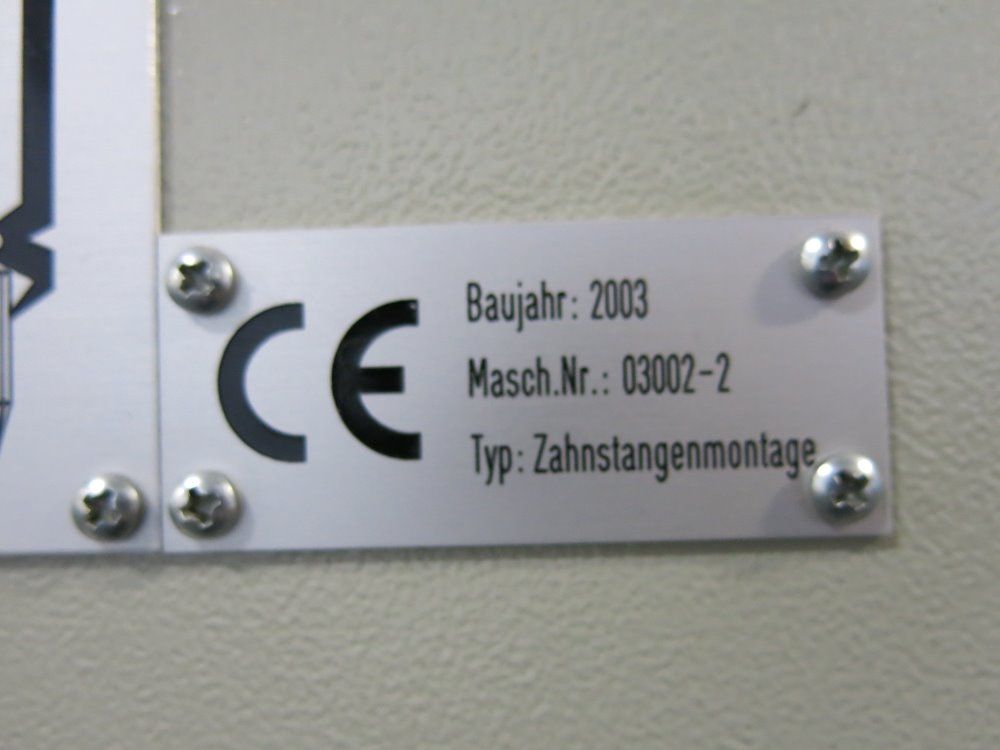 CE
Baujahr: 2003
Masch.Nr.: 03002-2
Typ: Zahnstangenmontage